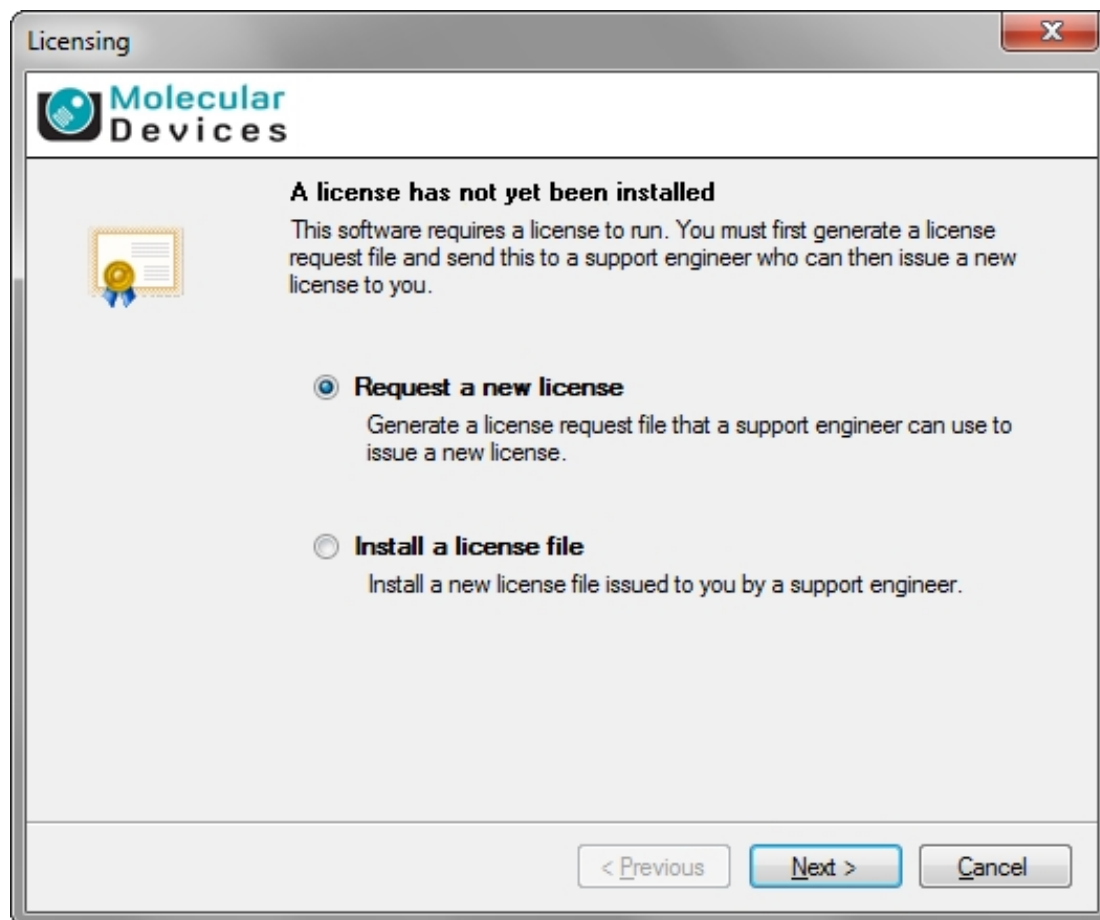 Licensing
Molecular
Devices
A license has not yet been installed
This software requires a license to run. You must first generate a license
request file and send this to a support engineer who can then issue a new
license to you.
Request a new license
Generate a license request file that a support engineer can use to
issue a new license.
Install a license file
Install a new license file issued to you by a support engineer.
< Previous
Next >
Cancel